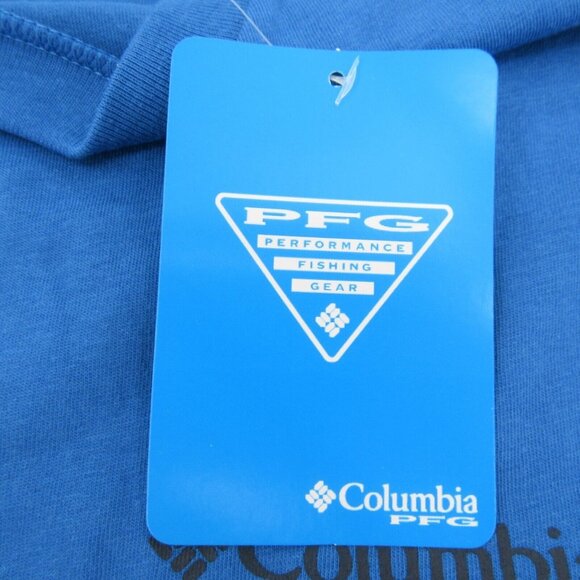 PFG
PERFORMANCE
FISHING
GEAR
Columbia
PFG
Columbia